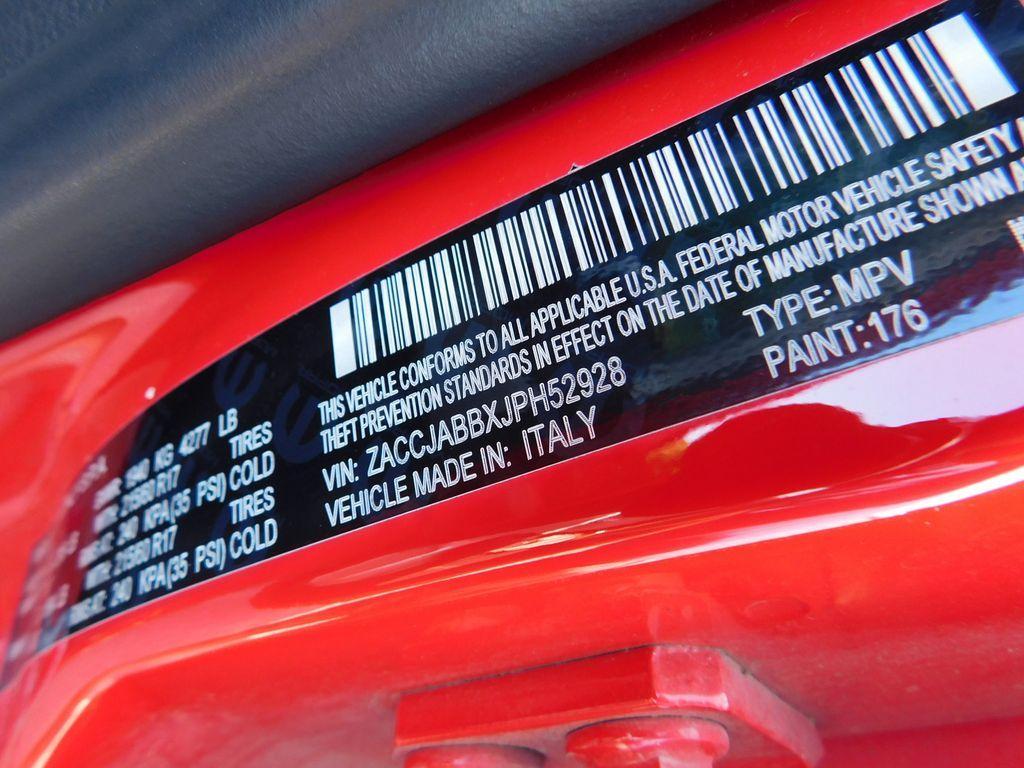 1940 KG 4277 LB
21560 R17 TIRES
240 KPA(35 PSI) COLD
21560 R17 TIRES
240 KPA(35 PSI) COLD
THIS VEHICLE CONFORMS TO ALL APPLICABLE U.S.A. FEDERAL MOTOR VEHICLE SAFETY
THEFT PREVENTION STANDARDS IN EFFECT ON THE DATE OF MANUFACTURE SHOWN
VIN: ZACCJABBXJPH52928 TYPE: MPV
VEHICLE MADE IN: ITALY PAINT:176